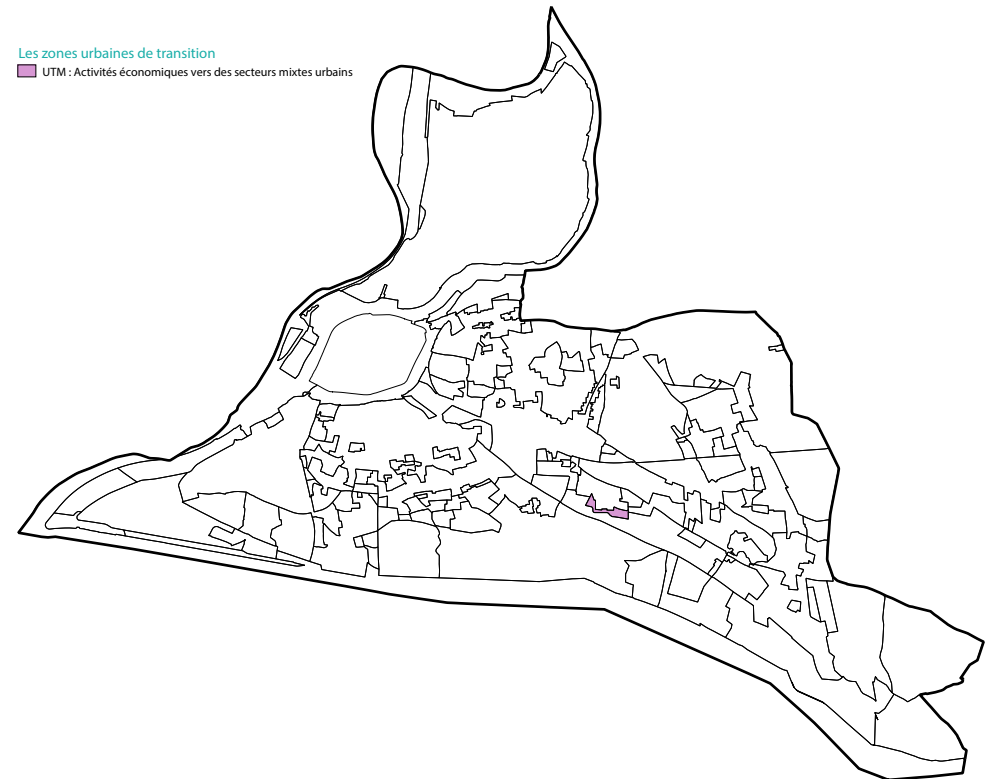 Les zones urbaines de transition
UTM : Activités économiques vers des secteurs mixtes urbains